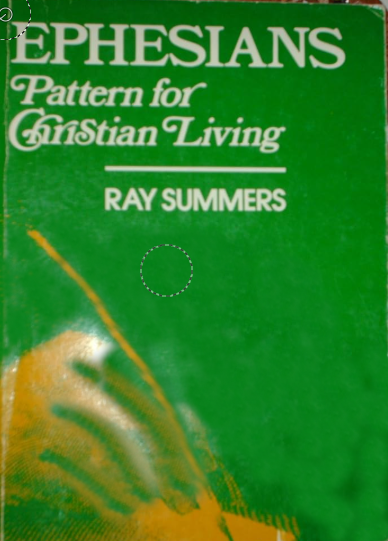 EPHESIANS
Pattern for
Christian Living
RAY SUMMERS